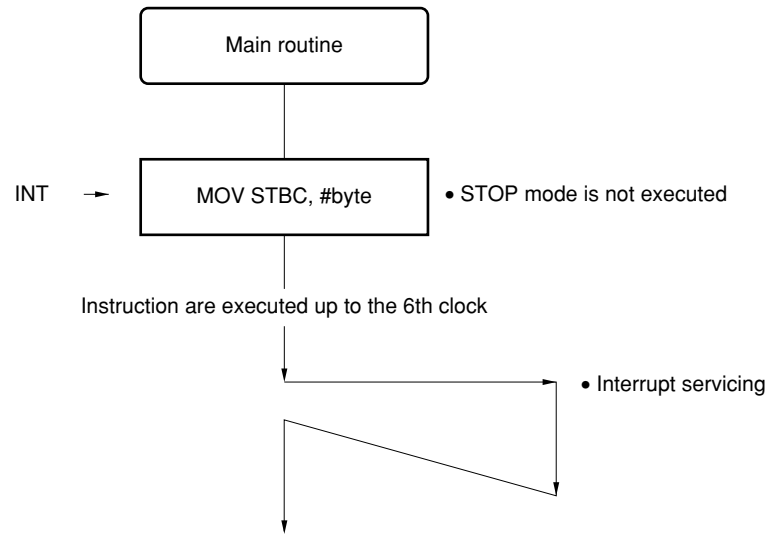 Main routine
INT
MOV STBC, #byte
• STOP mode is not executed
Instruction are executed up to the 6th clock
• Interrupt servicing